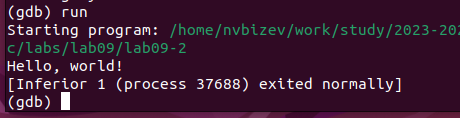 (gdb) run
Starting program: /home/nvbizev/work/study/2023-202
c/labs/lab09/lab09-2
Hello, world!
[Inferior 1 (process 37688) exited normally]
(gdb)